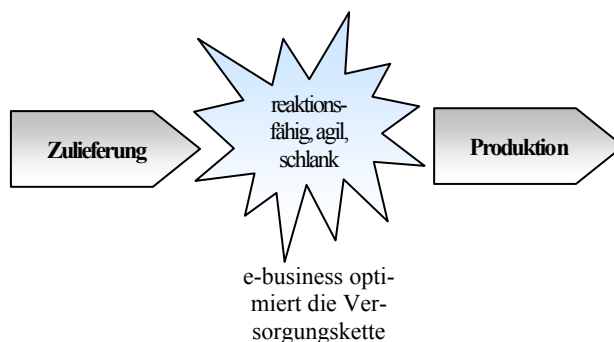 Zulieferung
reaktions-
fähig, agil,
schlank
Produktion
e-business opti-
miert die Ver-
sorgungskette